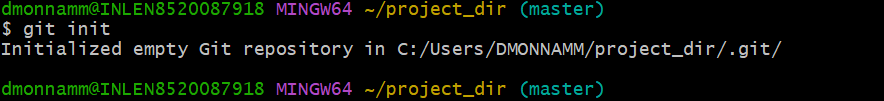 dmonnamm@INLEN8520087918 MINGW64 ~/project_dir (master)
$ git init
Initialized empty Git repository in C:/Users/DMONNAMM/project_dir/.git/
dmonnamm@INLEN8520087918 MINGW64 ~/project_dir (master)